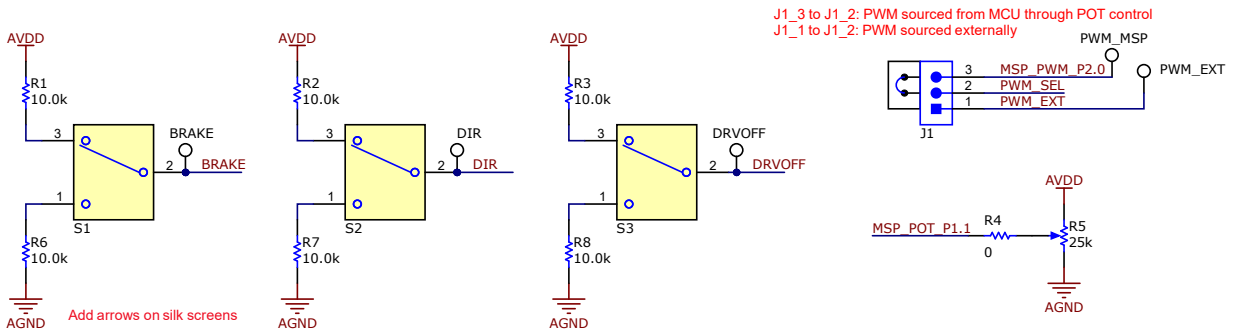 J1_3 to J1_2: PWM sourced from MCU through POT control
J1_1 to J1_2: PWM sourced externally
AVDD
R1
10.0k
3
BRAKE
2
BRAKE
1
S1
R6
10.0k
AGND
Add arrows on silk screens
AVDD
R2
10.0k
3
DIR
2
DIR
1
S2
R7
10.0k
AGND
AVDD
R3
10.0k
3
DRVOFF
2
DRVOFF
1
S3
R8
10.0k
AGND
PWM_MSP
PWM_EXT
3
MSP_PWM_P2.0
2
PWM_SEL
1
PWM_EXT
J1
AVDD
MSP_POT_P1.1
R4
0
R5
25k
AGND